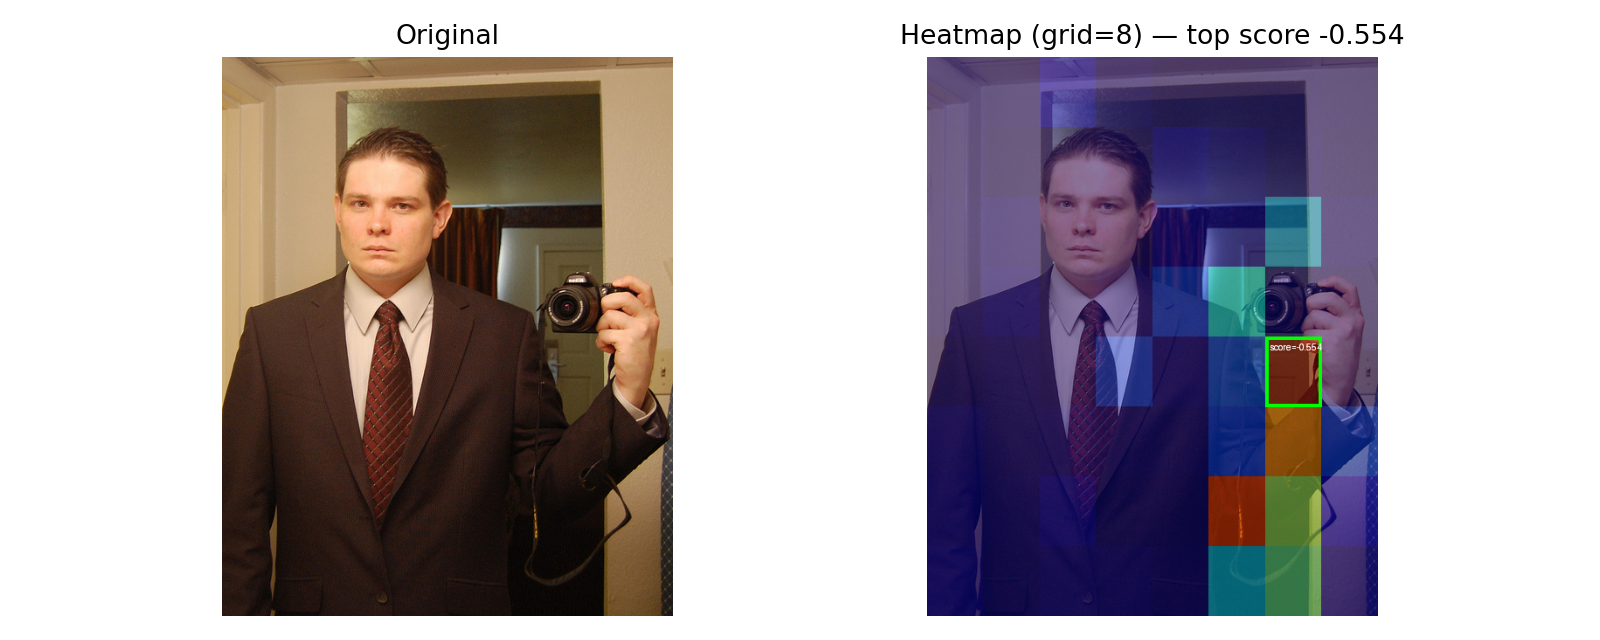 Original
Heatmap (grid=8) — top score -0.554
score=-0.554